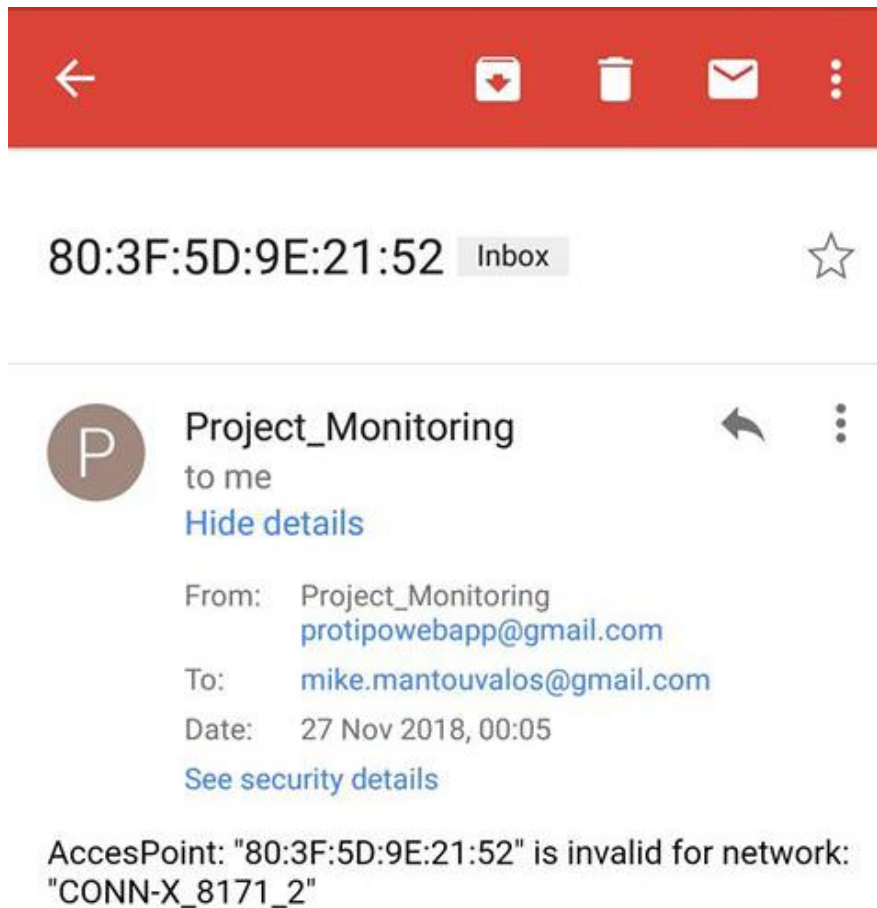 80:3F:5D:9E:21:52 Inbox
P
Project_Monitoring
to me
Hide details
From: Project_Monitoring
protipowebapp@gmail.com
To: mike.mantouvalos@gmail.com
Date: 27 Nov 2018, 00:05
See security details
AccesPoint: "80:3F:5D:9E:21:52" is invalid for network:
"CONN-X_8171_2"